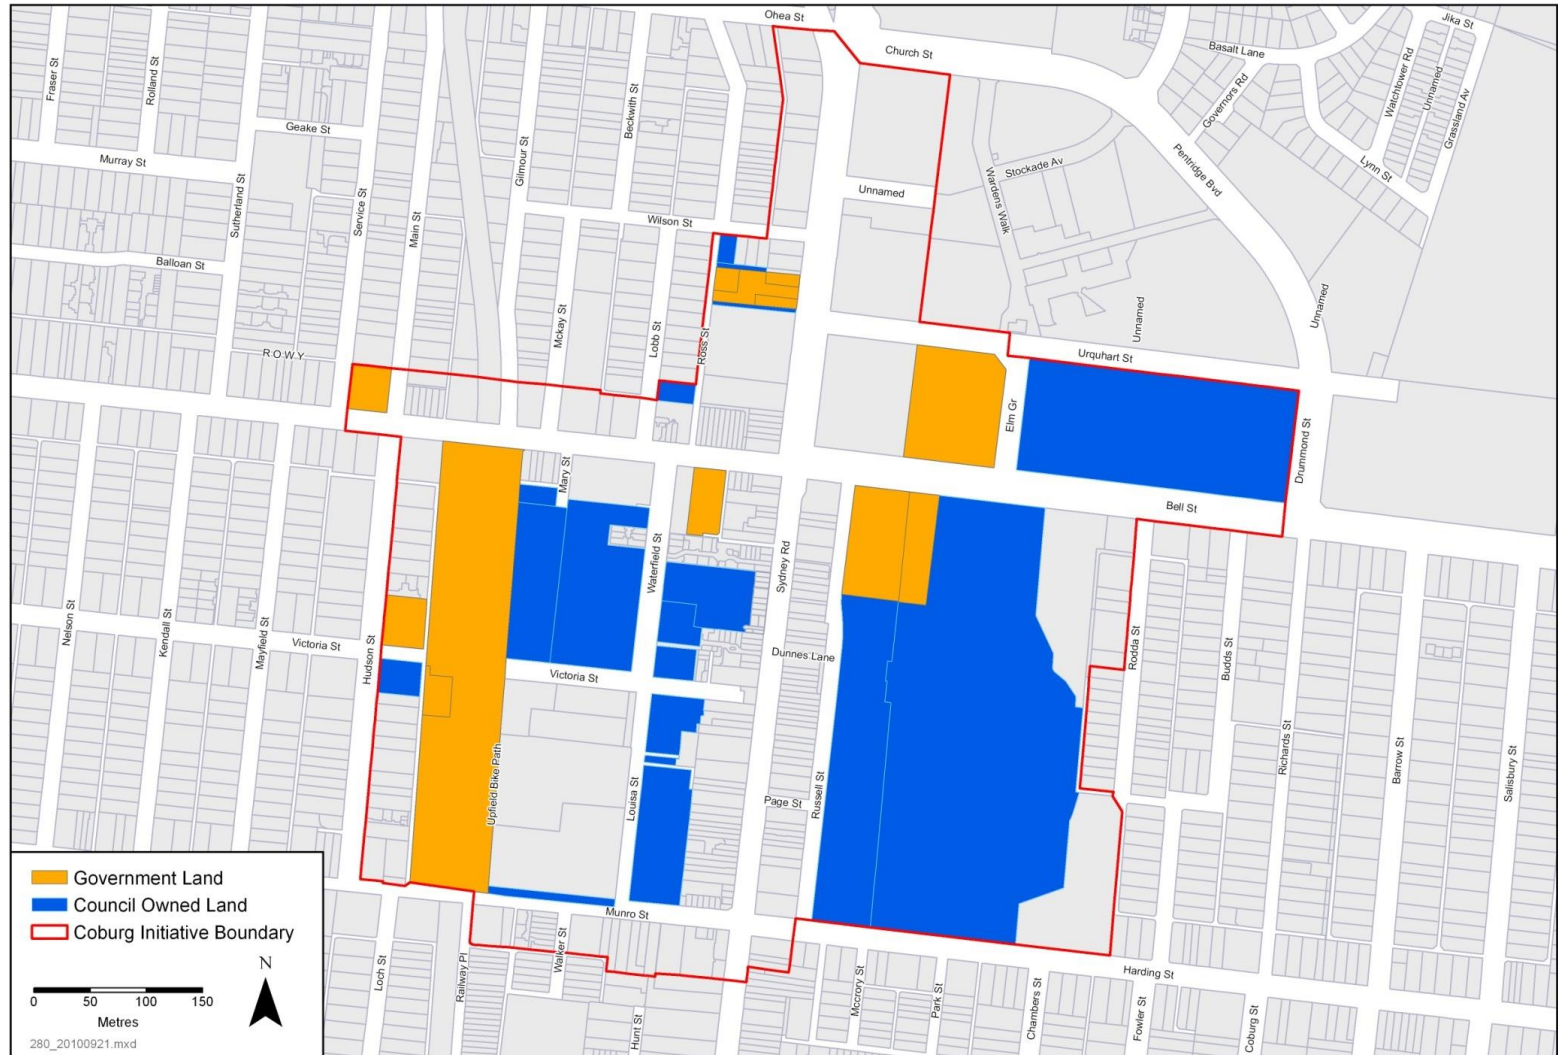 Ohea St
Jika St
Church St
Basalt Lane
Watchtower Rd
Unnamed
Grassland Av
Governors Rd
Fraser St
Rolland St
Beckwith St
Geake St
Gilmour St
Murray St
Pentridge Bvd
Lynn St
Stockade Av
Wardens Walk
Unnamed
Sutherland St
Service St
Main St
Wilson St
Balloan St
Unnamed
Unnamed
Mckay St
Lobb St
Ross St
R O W Y
Urquhart St
Elm Gr
Drummond St
Mary St
Bell St
Waterfield St
Sydney Rd
Nelson St
Kendall St
Mayfield St
Victoria St
Hudson St
Victoria St
Dunnes Lane
Rodda St
Budds St
Richards St
Barrow St
Salisbury St
Upfield Bike Path
Louisa St
Page St
Russell St
Munro St
Walker St
Loch St
Railway Pl
Hunt St
Mccrory St
Park St
Chambers St
Harding St
Fowler St
Coburg St
Government Land
Council Owned Land
Coburg Initiative Boundary
N
0 50 100 150
Metres
280_20100921.mxd